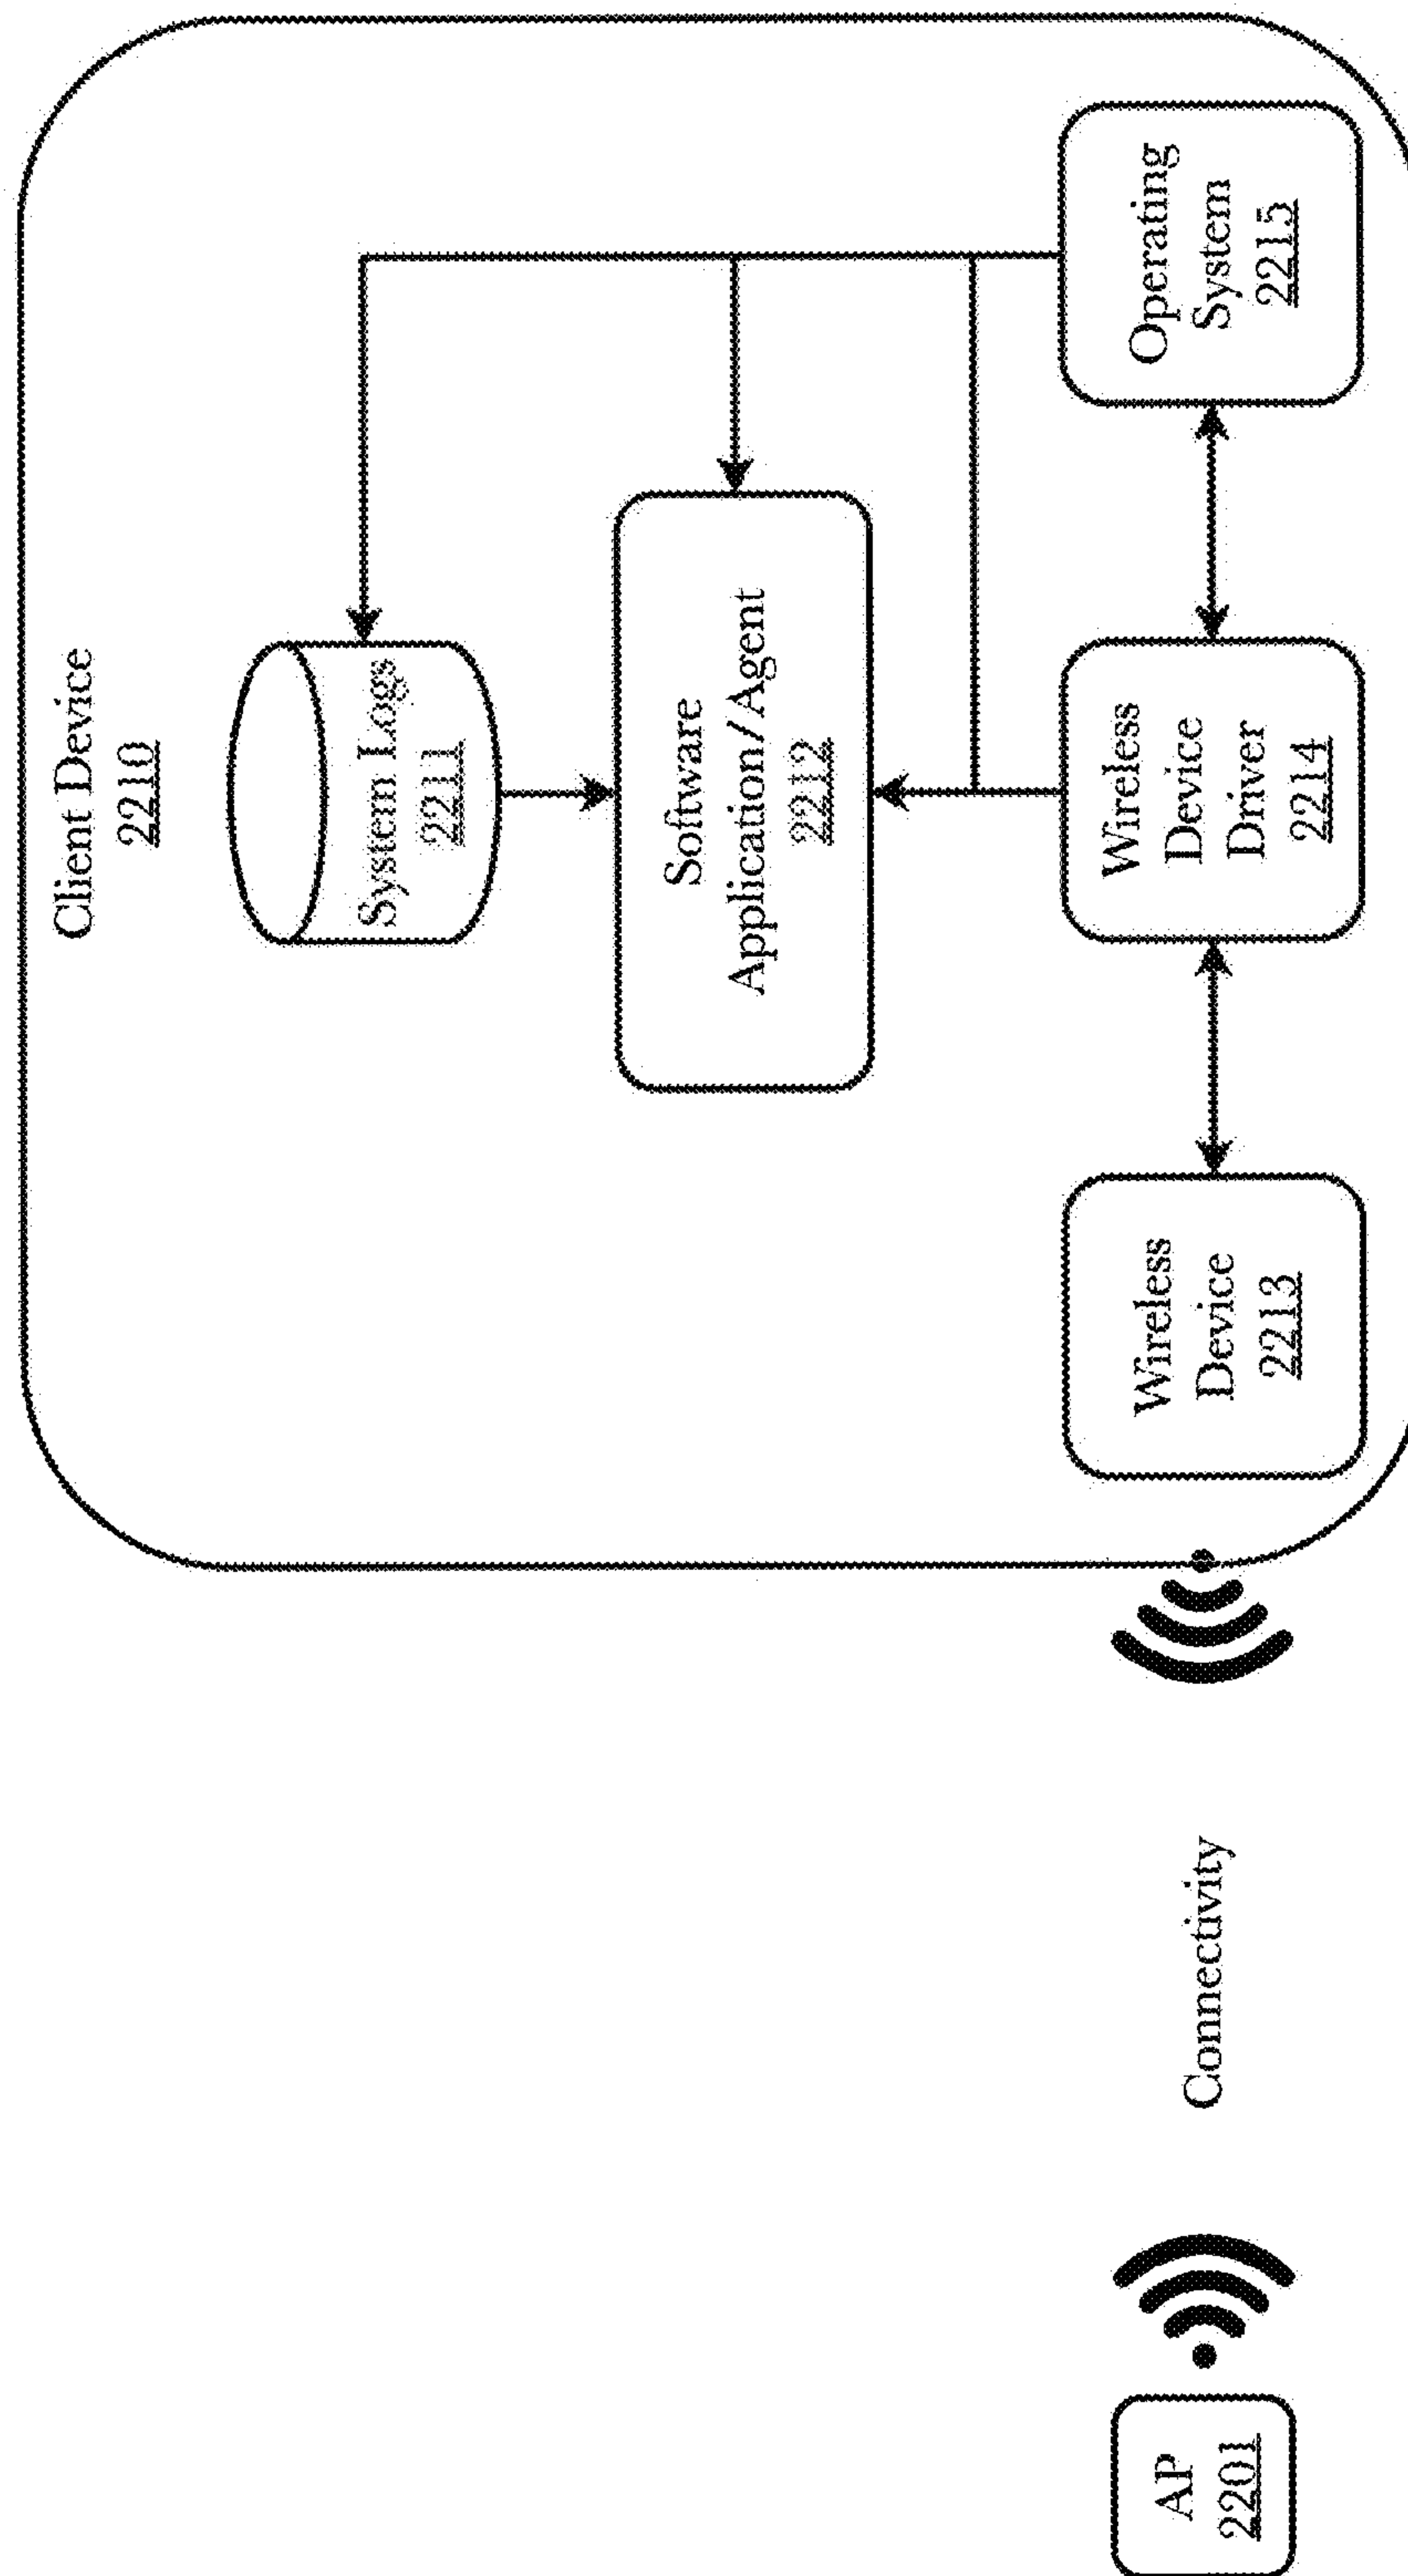 Client Device
2210
System Logs
2211
Software
Application/Agent
2212
AP
2201
Connectivity
Wireless
Device
2213
Wireless
Device
Driver
2214
Operating
System
2215